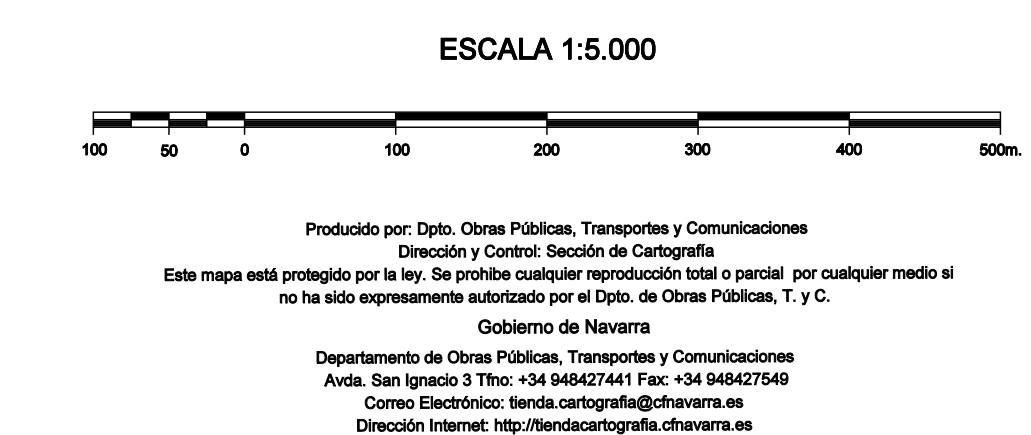 ESCALA 1:5.000
100 50 0 100 200 300 400 500m.
Producido por: Dpto. Obras Públicas, Transportes y Comunicaciones
Dirección y Control: Sección de Cartografía
Este mapa está protegido por la ley. Se prohibe cualquier reproducción total o parcial por cualquier medio si
no ha sido expresamente autorizado por el Dpto. de Obras Públicas, T. y C.
Gobierno de Navarra
Departamento de Obras Públicas, Transportes y Comunicaciones
Avda. San Ignacio 3 Tfno: +34 948427441 Fax: +34 948427549
Correo Electrónico: tienda.cartografia@cfnavarra.es
Dirección Internet: http://tiendacartografia.cfnavarra.es